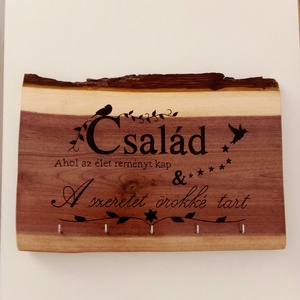 Család
Ahol az élet reményt kap
&
A szeretet örökké tart